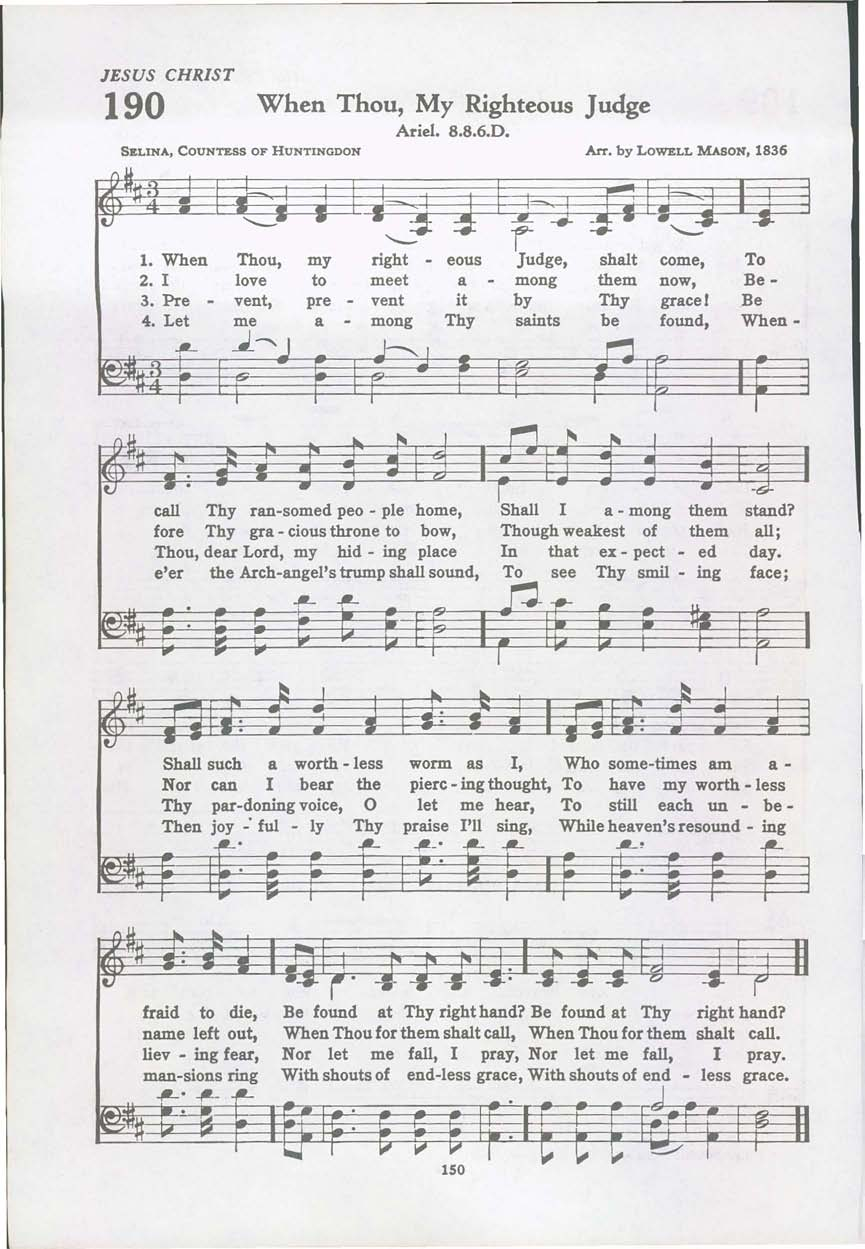 JESUS CHRIST
190 When Thou, My Righteous Judge
Ariel. 8.8.6.D.
SELINA, COUNTESS OF HUNTINGDON Arr. by LOWELL MASON, 1836
3
4
1. When Thou, my right - eous Judge, shalt come, To
2. I love to meet a - mong them now, Be -
3. Pre - vent, pre - vent it by Thy grace! Be
4. Let me a - mong Thy saints be found, When -
3
4
call Thy ran-somed peo - ple home, Shall I a - mong them stand?
fore Thy gra - cious throne to bow, Though weakest of them all;
Thou, dear Lord, my hid - ing place In that ex - pect - ed day.
e'er the Arch-angel's trump shall sound, To see Thy smil - ing face;
Shall such a worth - less worm as I, Who some-times am a -
Nor can I bear the pierc - ing thought, To have my worth - less
Thy par-doning voice, O let me hear, To still each un - be -
Then joy - ful - ly Thy praise I'll sing, While heaven's resound - ing
fraid to die, Be found at Thy right hand? Be found at Thy right hand?
name left out, When Thou for them shalt call, When Thou for them shalt call.
liev - ing fear, Nor let me fall, I pray, Nor let me fall, I pray.
man-sions ring With shouts of end-less grace, With shouts of end - less grace.
150